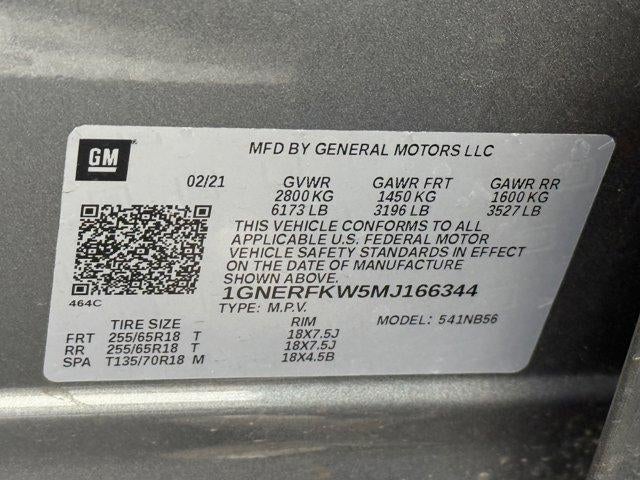 GM
MFD BY GENERAL MOTORS LLC
02/21 GVWR GAWR FRT GAWR RR
2800 KG 1450 KG 1600 KG
6173 LB 3196 LB 3527 LB
THIS VEHICLE CONFORMS TO ALL
APPLICABLE U.S. FEDERAL MOTOR
VEHICLE SAFETY STANDARDS IN EFFECT
ON THE DATE OF MANUFACTURE
SHOWN ABOVE.
464C
1GNERFKW5MJ166344
TYPE: M.P.V.
TIRE SIZE RIM MODEL: 541NB56
FRT 255/65R18 T 18X7.5J
RR 255/65R18 T 18X7.5J
SPA T135/70R18 M 18X4.5B